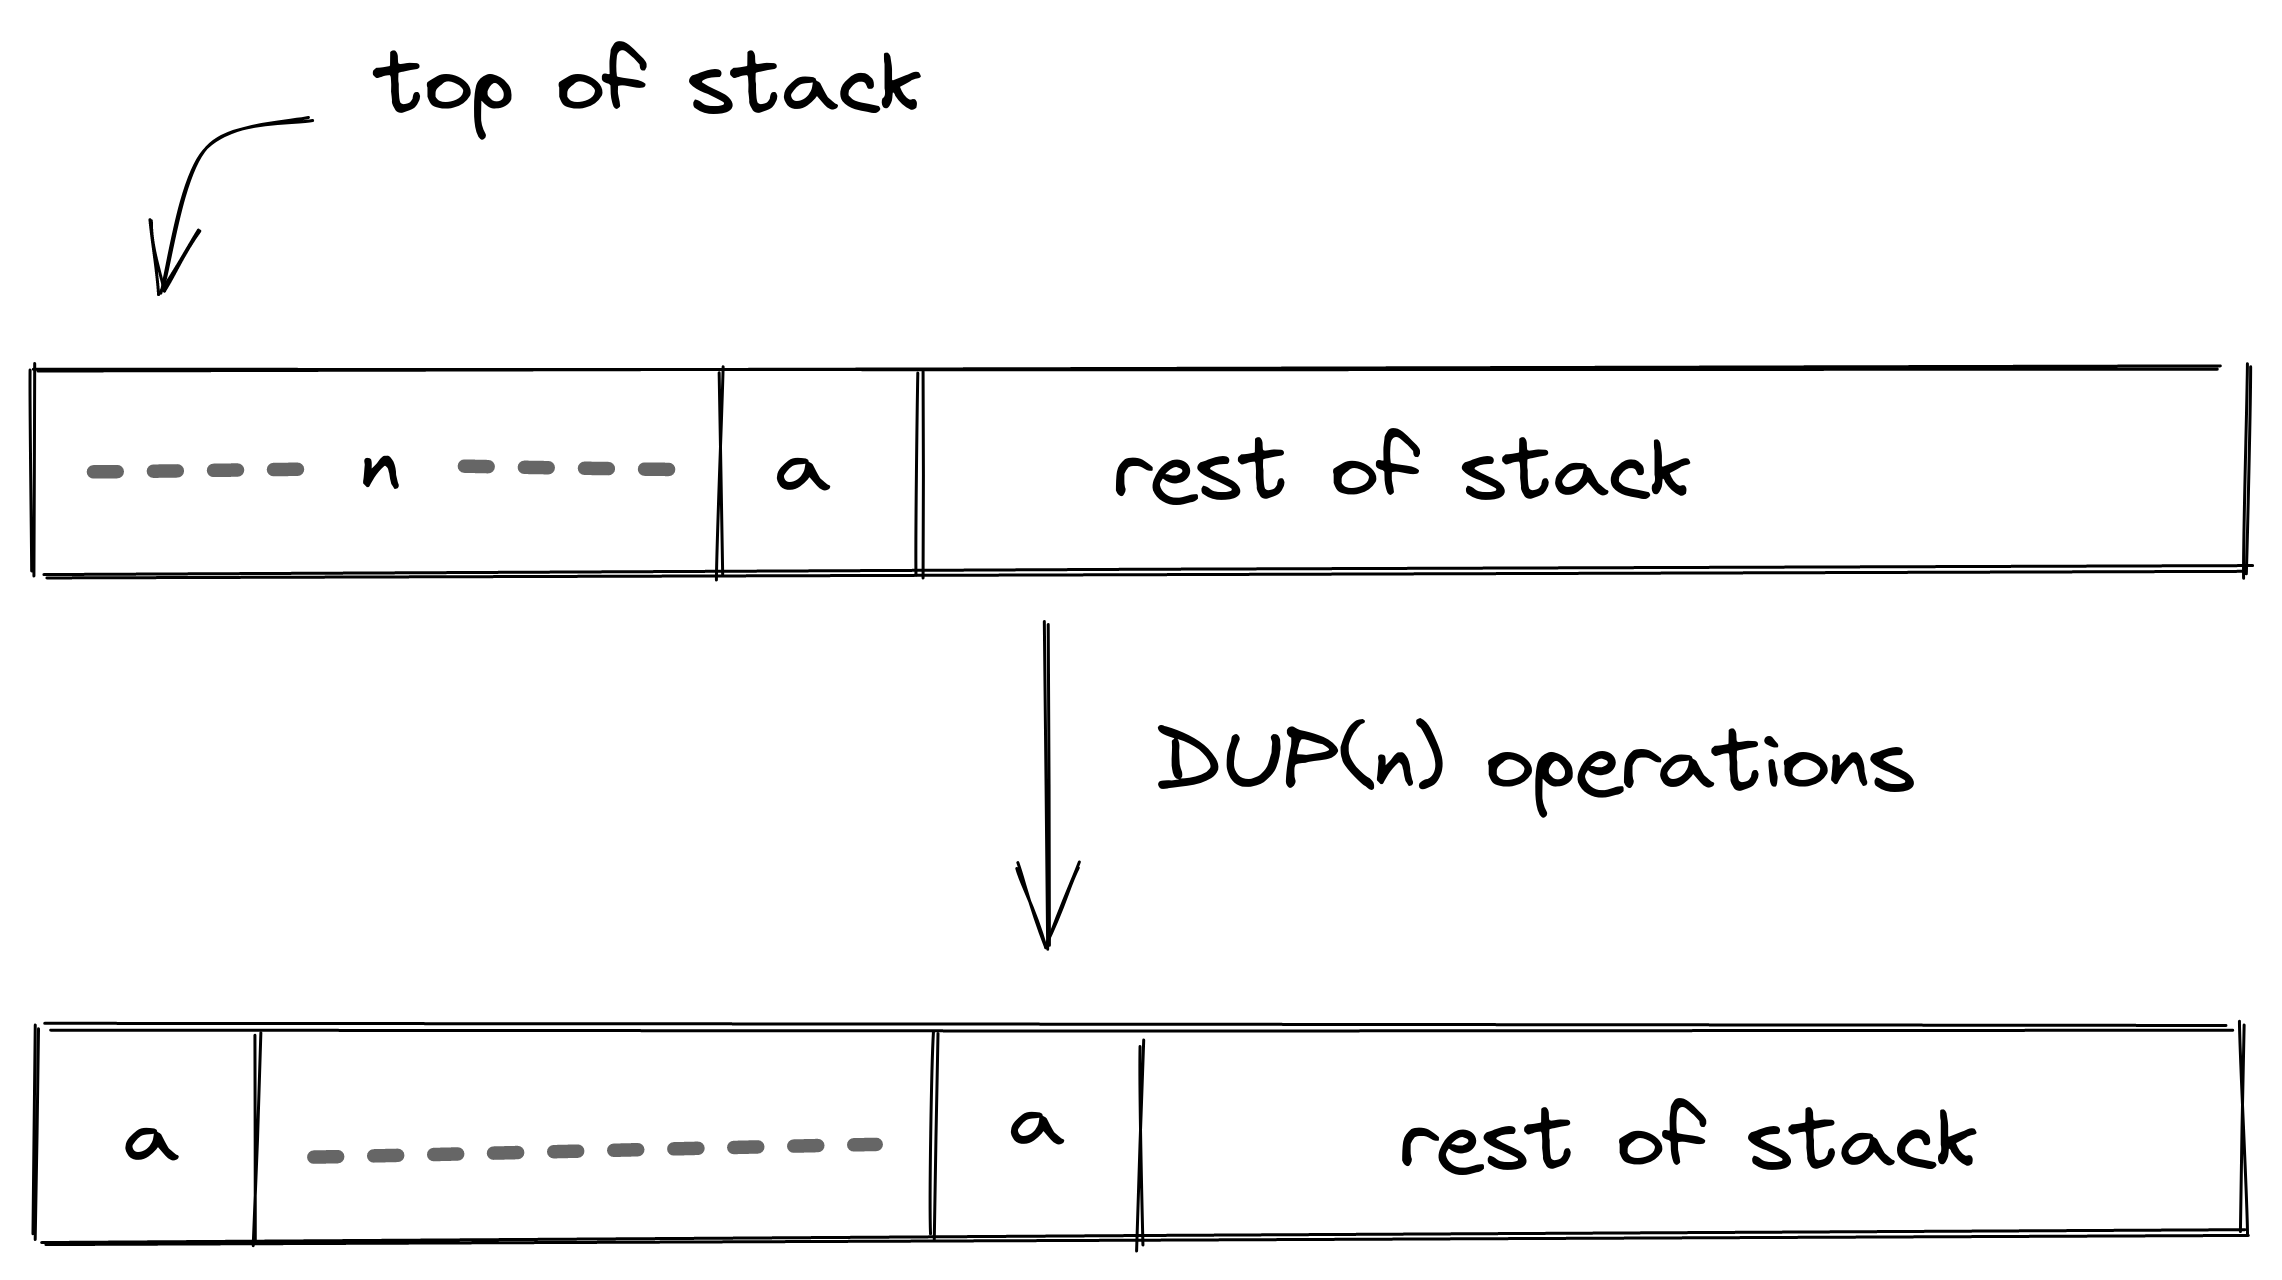 top of stack
n a rest of stack
DUP(n) operations
a a rest of stack